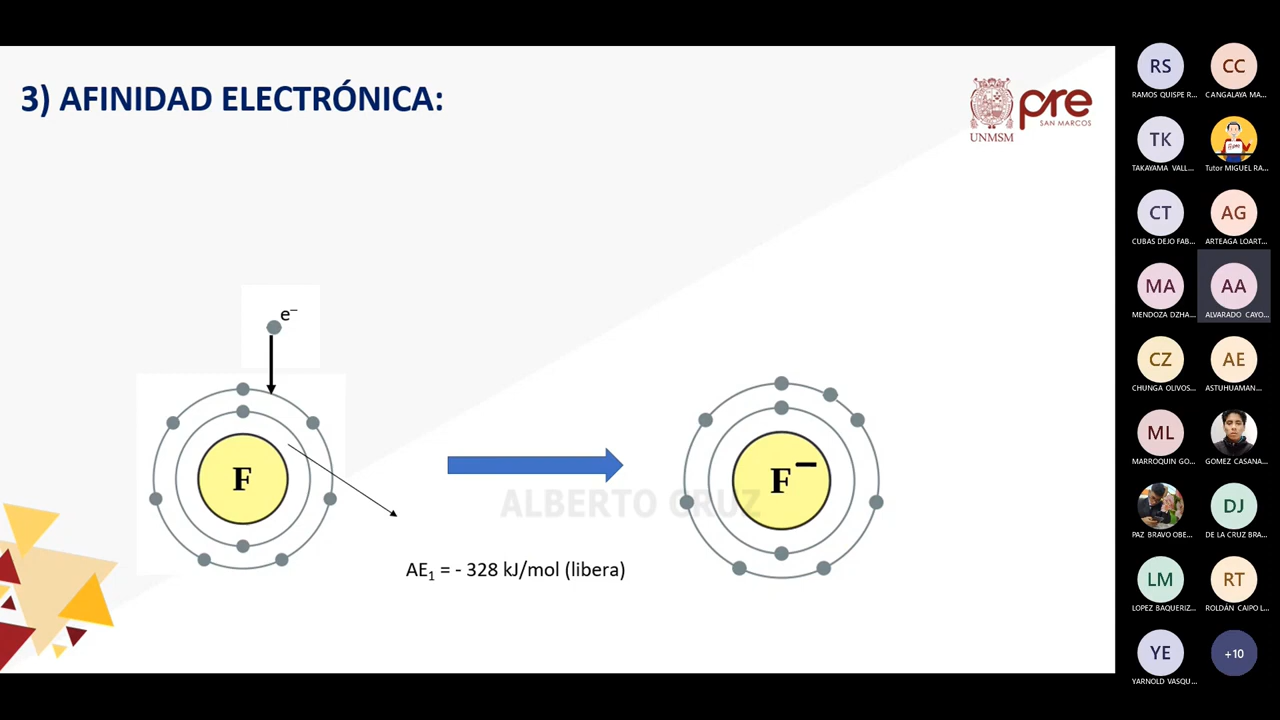 3) AFINIDAD ELECTRÓNICA:
UNMSM
pre
SAN MARCOS
e⁻
F
F⁻
ALBERTO CRUZ
AE₁ = - 328 kJ/mol (libera)
RS
CC
RAMOS QUISPE R...
CANGALAYA MA...
TK
TAKAYAMA VALL...
Tutor MIGUEL RA...
CT
AG
CUBAS DEJO FAB...
ARTEAGA LOART...
MA
AA
MENDOZA DZHA...
ALVARADO CAYO...
CZ
AE
CHUNGA OLIVOS...
ASTUHUAMAN...
ML
MARROQUIN GO...
GOMEZ CASANA...
DJ
PAZ BRAVO OBE...
DE LA CRUZ BRA...
LM
RT
LOPEZ BAQUERIZ...
ROLDÁN CAIPO L...
YE
+10
YARNOLD VASQU...